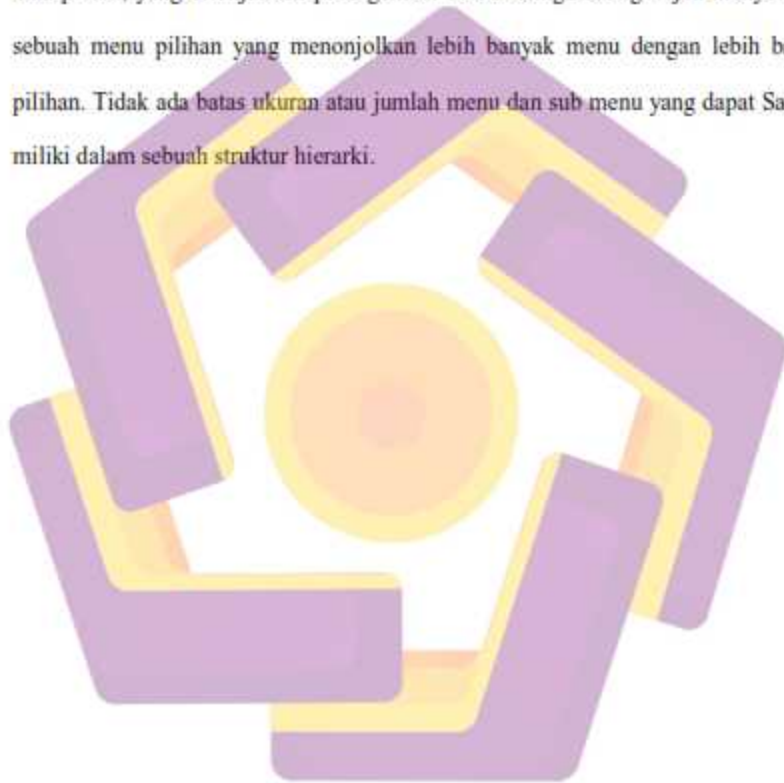 sebuah menu pilihan yang menonjolkan lebih banyak menu dengan lebih
pilihan. Tidak ada batas ukuran atau jumlah menu dan sub menu yang dapat
miliki dalam sebuah struktur hierarki.